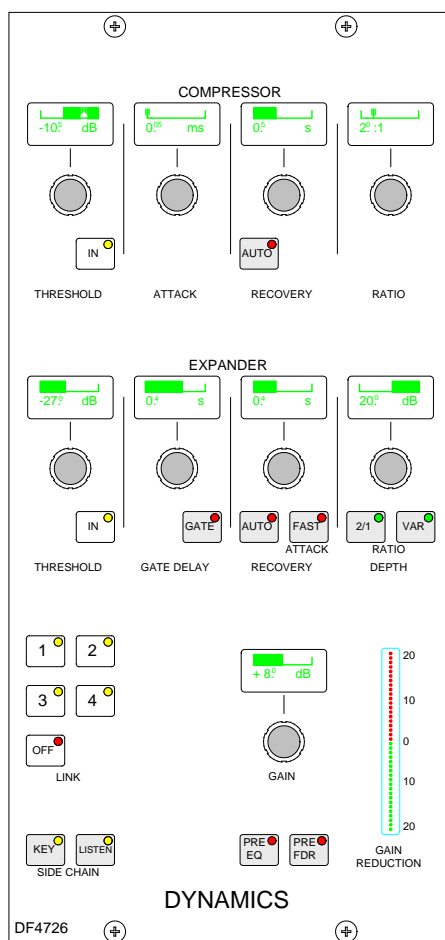 COMPRESSOR
-10.5 dB
0.05 ms
0.5 s
2.0 :1
IN
AUTO
THRESHOLD
ATTACK
RECOVERY
RATIO
EXPANDER
-27.0 dB
0.4 s
0.4 s
20.0 dB
IN
GATE
AUTO
FAST
2/1
VAR
ATTACK
RATIO
THRESHOLD
GATE DELAY
RECOVERY
DEPTH
1
2
3
4
OFF
LINK
+ 8.0 dB
GAIN
20
10
0
10
20
GAIN
REDUCTION
KEY
LISTEN
SIDE CHAIN
PRE
EQ
PRE
FDR
DYNAMICS
DF4726